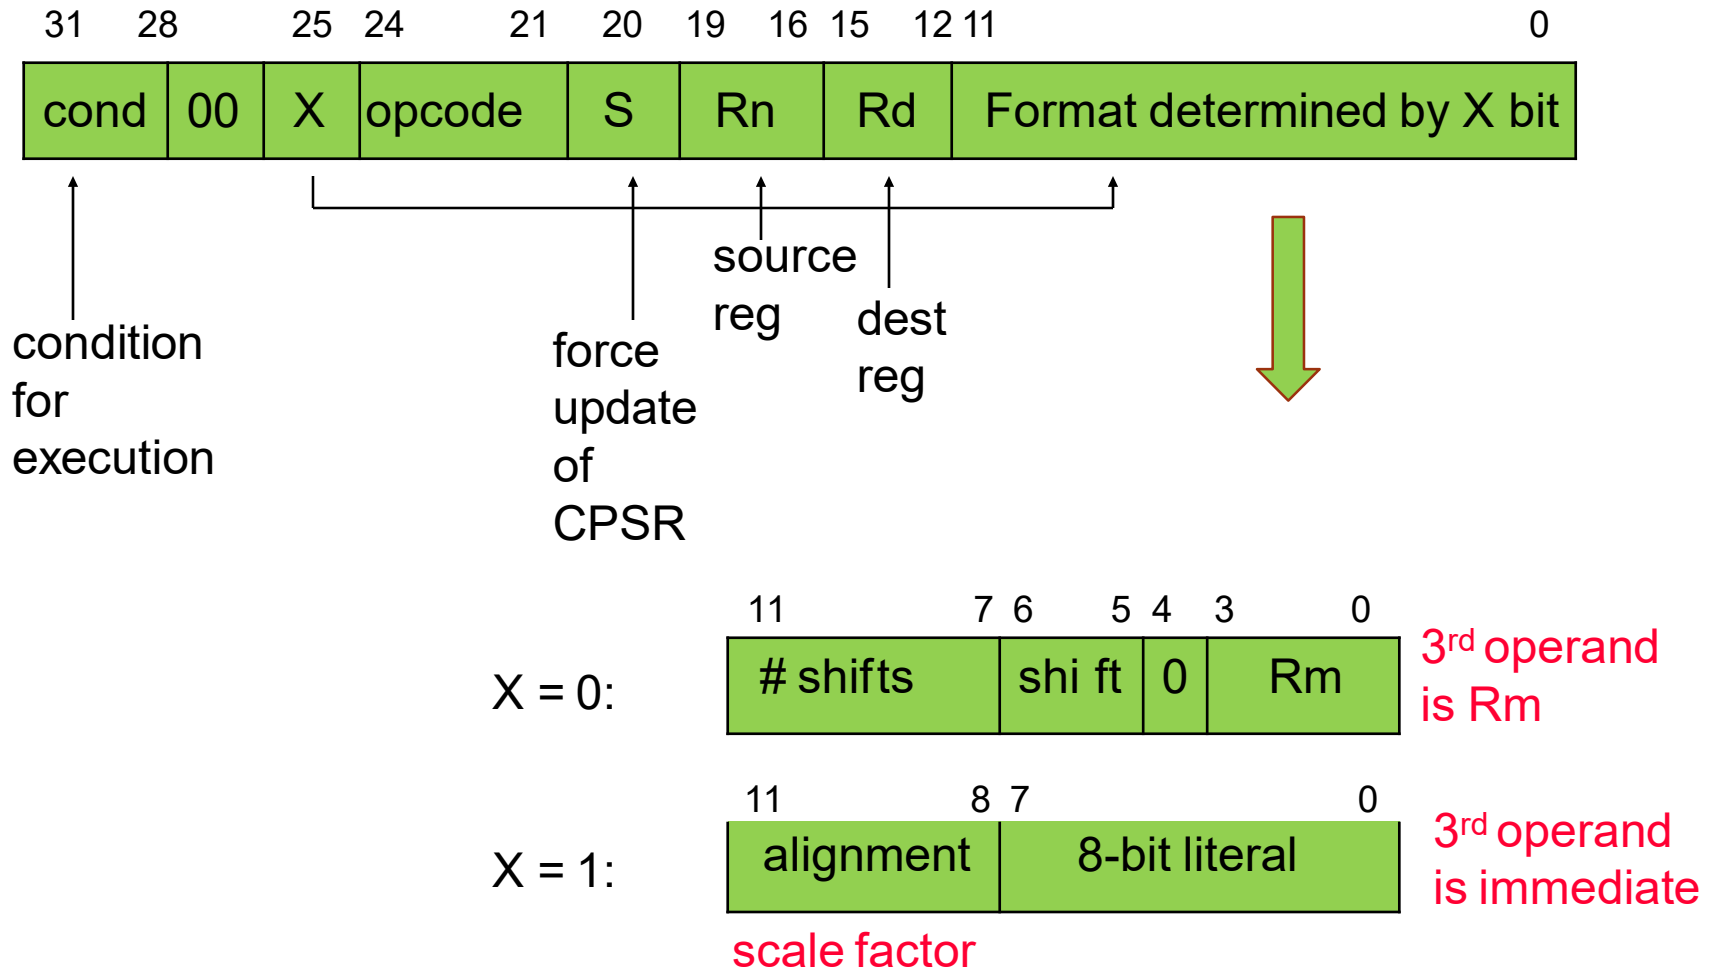 31 28 25 24 21 20 19 16 15 12 11 0
cond 00 X opcode S Rn Rd Format determined by X bit
source
reg
dest
reg
condition
for
execution
force
update
of
CPSR
11 7 6 5 4 3 0
X = 0: # shifts shi ft 0 Rm
3rd operand
is Rm
11 8 7 0
X = 1: alignment 8-bit literal
3rd operand
is immediate
scale factor